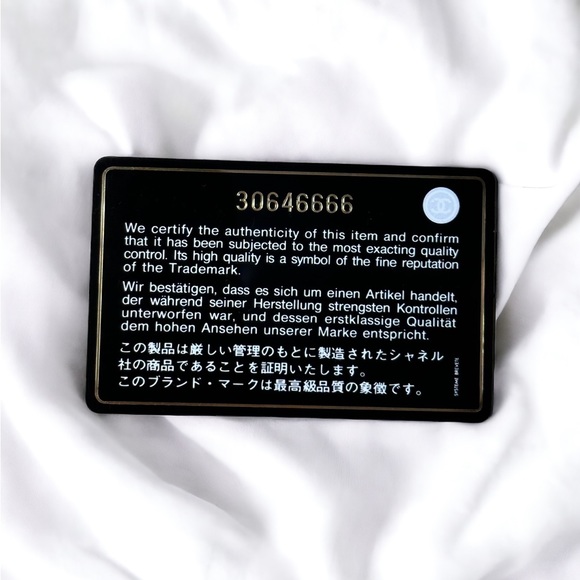 30646666
We certify the authenticity of this item and confirm
that it has been subjected to the most exacting quality
control. Its high quality is a symbol of the fine reputation
of the Trademark.
Wir bestätigen, dass es sich um einen Artikel handelt,
der während seiner Herstellung strengsten Kontrollen
unterworfen war, und dessen erstklassige Qualität
dem hohen Ansehen unserer Marke entspricht.
この製品は厳しい管理のもとに製造されたシャネル
社の商品であることを証明いたします。
このブランド・マークは最高級品質の象徴です。
SYSTEME BREVETE